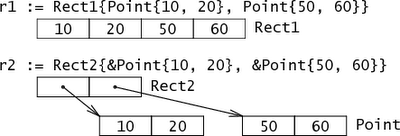 r1 := Rect1{Point{10, 20}, Point{50, 60}}
10 20 50 60 Rect1
r2 := Rect2{&Point{10, 20}, &Point{50, 60}}
Rect2
10 20 50 60 Point